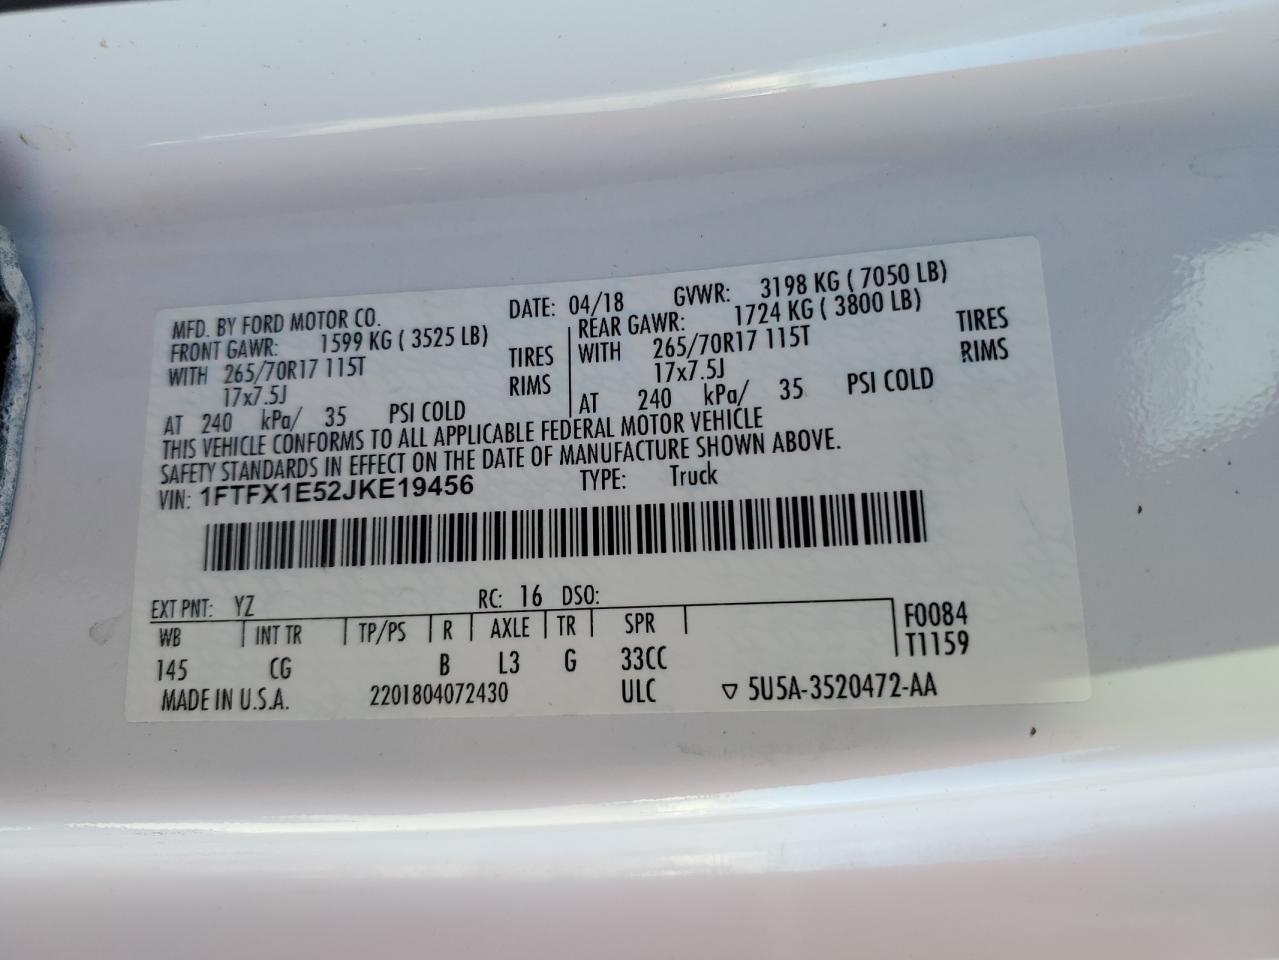 MFD. BY FORD MOTOR CO. DATE: 04/18 GVWR: 3198 KG ( 7050 LB)
FRONT GAWR: 1599 KG ( 3525 LB) REAR GAWR: 1724 KG ( 3800 LB)
WITH 265/70R17 115T TIRES WITH 265/70R17 115T TIRES
17x7.5J RIMS 17x7.5J RIMS
AT 240 kPa/ 35 PSI COLD AT 240 kPa/ 35 PSI COLD
THIS VEHICLE CONFORMS TO ALL APPLICABLE FEDERAL MOTOR VEHICLE
SAFETY STANDARDS IN EFFECT ON THE DATE OF MANUFACTURE SHOWN ABOVE.
VIN: 1FTFX1E52JKE19456 TYPE: Truck
EXT PNT: YZ RC: 16 DSO:
WB INT TR TP/PS R AXLE TR SPR F0084
T1159
145 CG B L3 G 33CC
MADE IN U.S.A. 2201804072430 ULC ▽ 5U5A-3520472-AA